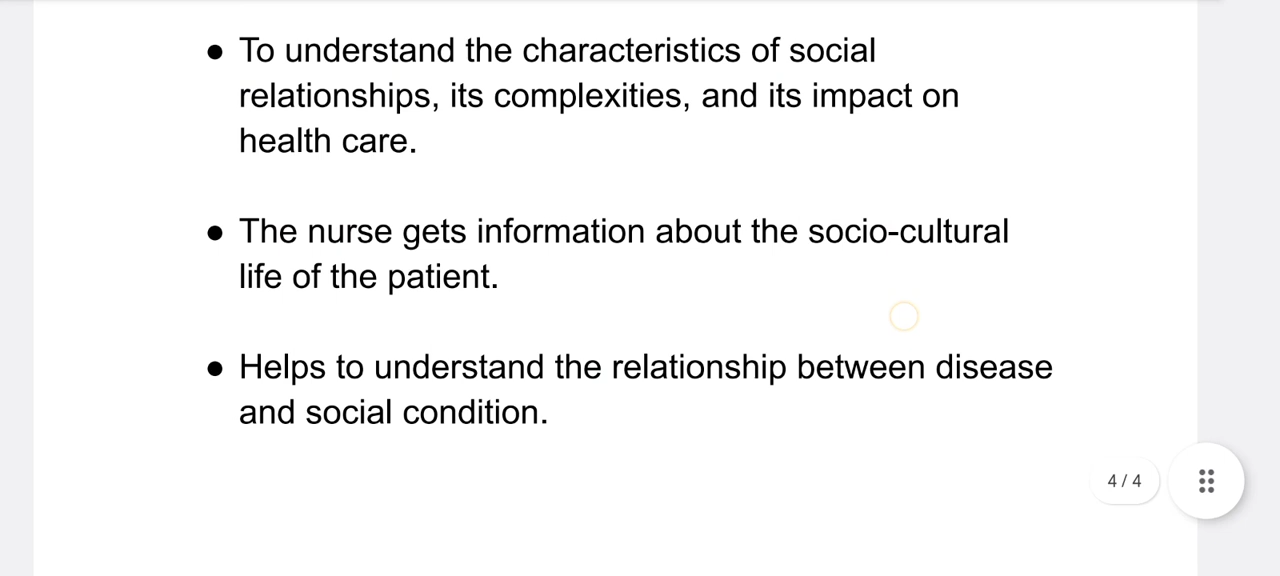 ● To understand the characteristics of social
relationships, its complexities, and its impact on
health care.
● The nurse gets information about the socio-cultural
life of the patient.
● Helps to understand the relationship between disease
and social condition.
4 / 4